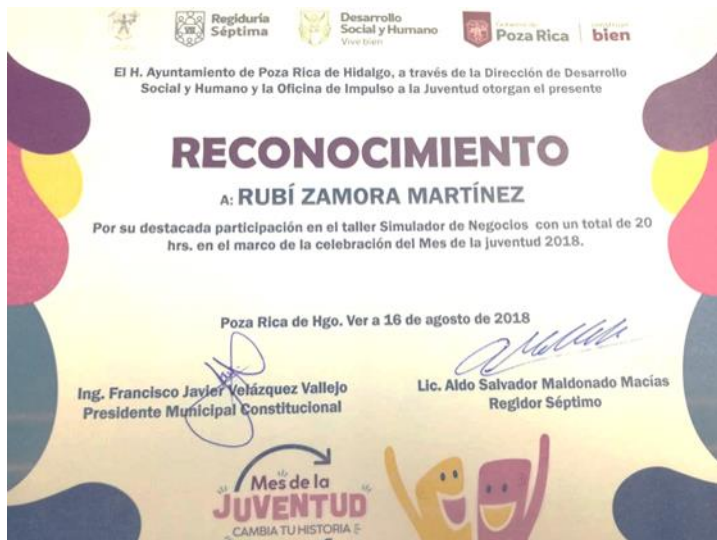 Regiduría
Séptima
VIII
Desarrollo
Social y Humano
Vive bien
Poza Rica
bien
El H. Ayuntamiento de Poza Rica de Hidalgo, a través de la Dirección de Desarrollo
Social y Humano y la Oficina de Impulso a la Juventud otorgan el presente
RECONOCIMIENTO
A: RUBÍ ZAMORA MARTÍNEZ
Por su destacada participación en el taller Simulador de Negocios con un total de 20
hrs. en el marco de la celebración del Mes de la juventud 2018.
Poza Rica de Hgo. Ver a 16 de agosto de 2018
Ing. Francisco Javier Velázquez Vallejo
Presidente Municipal Constitucional
Lic. Aldo Salvador Maldonado Macías
Regidor Séptimo
Mes de la
JUVENTUD
CAMBIA TU HISTORIA